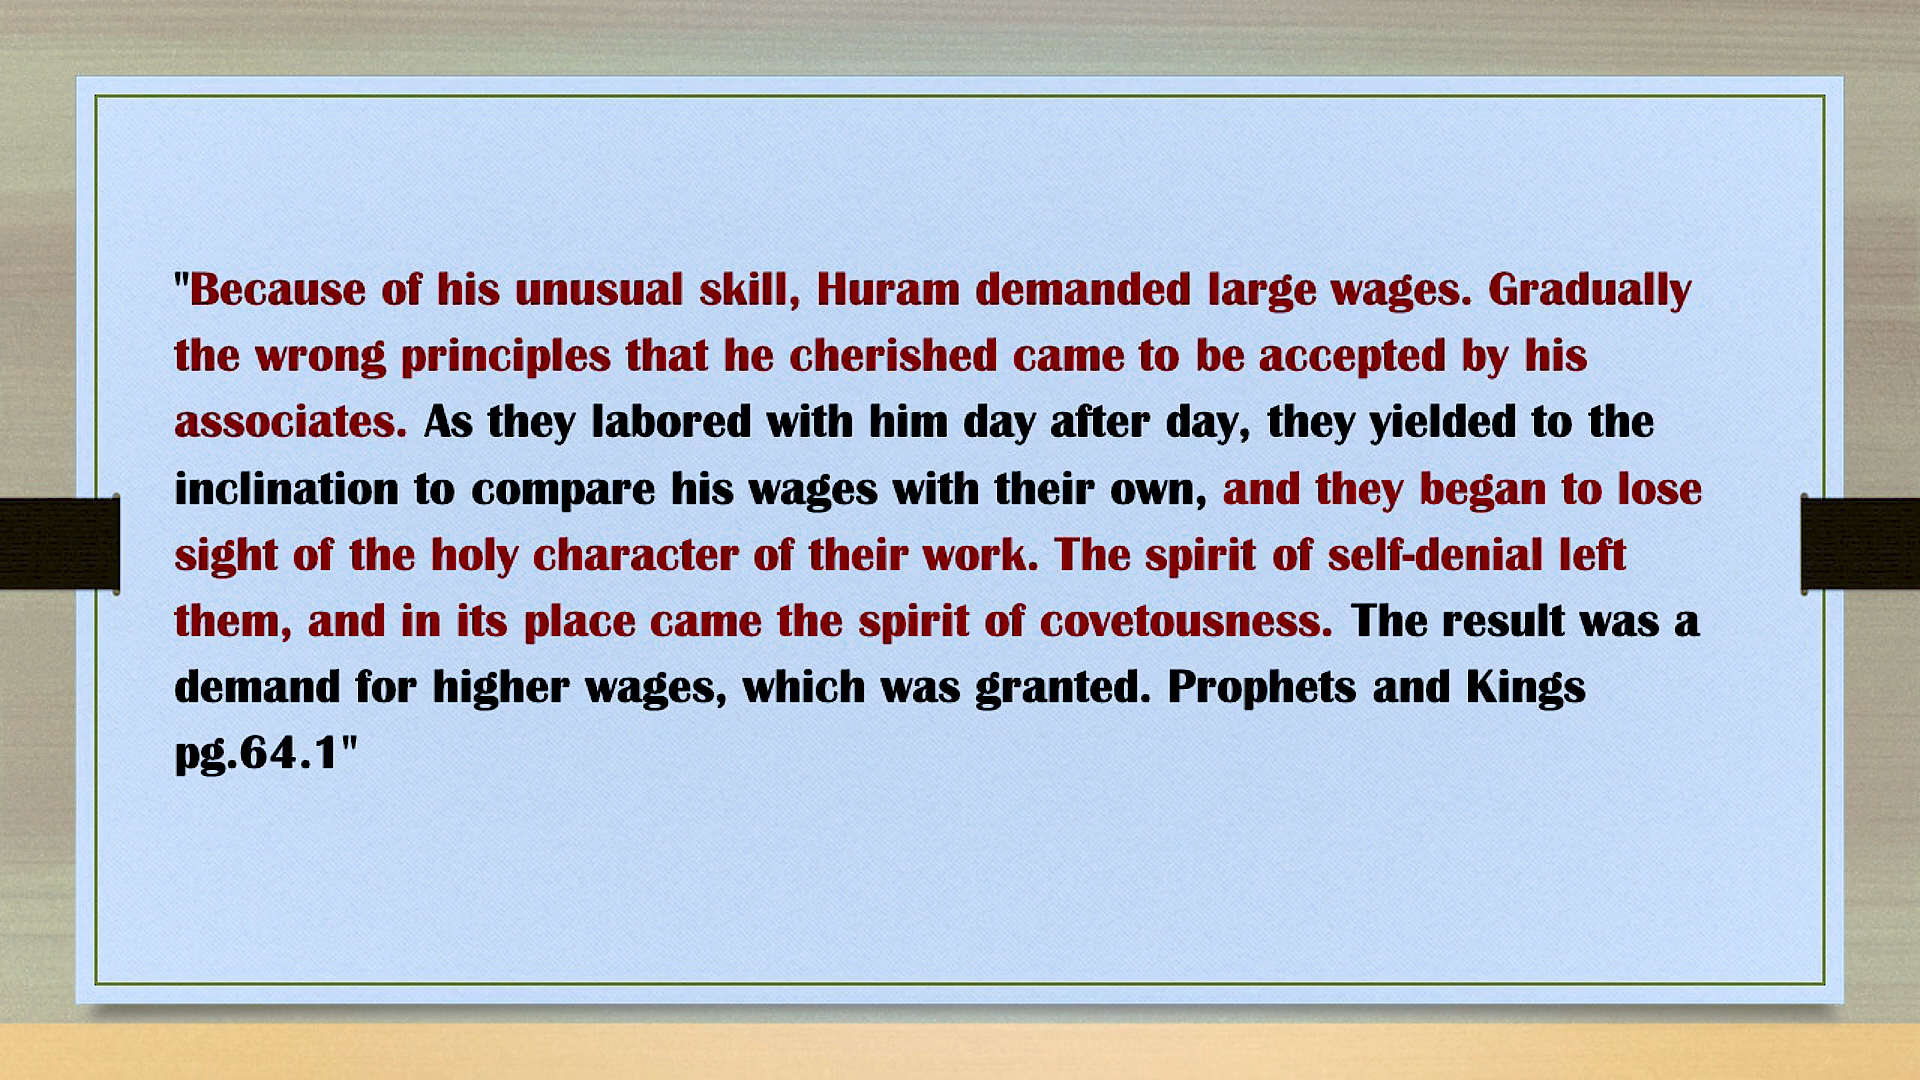 "Because of his unusual skill, Huram demanded large wages. Gradually
the wrong principles that he cherished came to be accepted by his
associates. As they labored with him day after day, they yielded to the
inclination to compare his wages with their own, and they began to lose
sight of the holy character of their work. The spirit of self-denial left
them, and in its place came the spirit of covetousness. The result was a
demand for higher wages, which was granted. Prophets and Kings
pg.64.1"